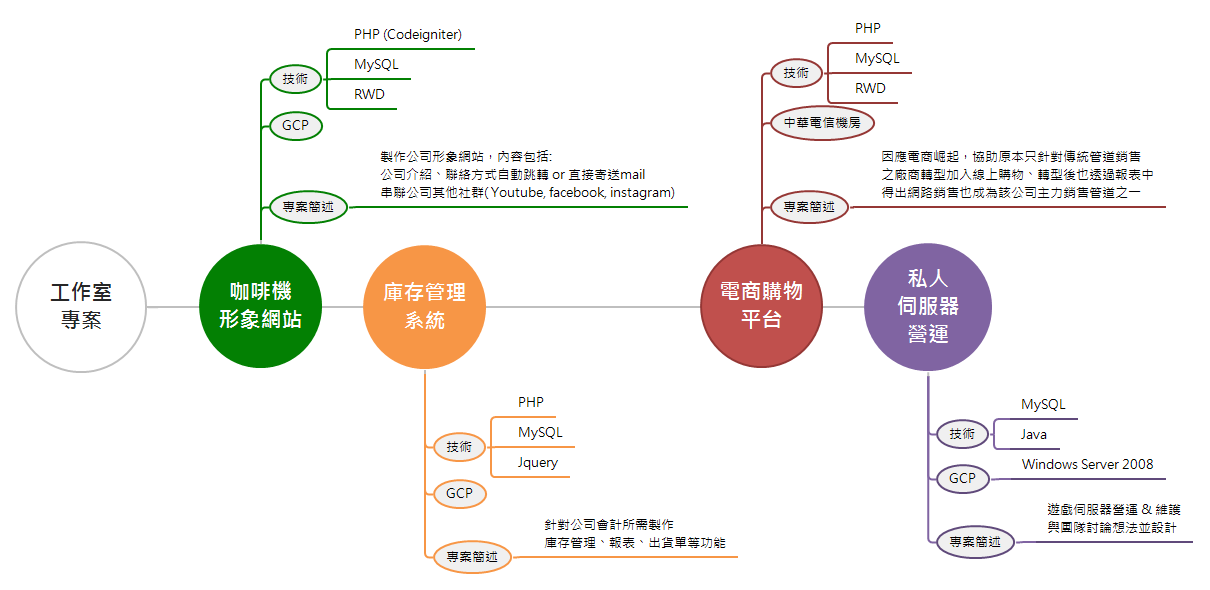 工作室
專案
咖啡機
形象網站
技術
PHP (Codeigniter)
MySQL
RWD
GCP
專案簡述
製作公司形象網站，內容包括:
公司介紹、聯絡方式自動跳轉 or 直接寄送mail
串聯公司其他社群( Youtube, facebook, instagram)
庫存管理
系統
技術
PHP
MySQL
Jquery
GCP
專案簡述
針對公司會計所需製作
庫存管理、報表、出貨單等功能
電商購物
平台
技術
PHP
MySQL
RWD
中華電信機房
專案簡述
因應電商崛起，協助原本只針對傳統管道銷售
之廠商轉型加入線上購物、轉型後也透過報表中
得出網路銷售也成為該公司主力銷售管道之一
私人
伺服器
營運
技術
MySQL
Java
GCP
Windows Server 2008
專案簡述
遊戲伺服器營運 & 維護
與團隊討論想法並設計